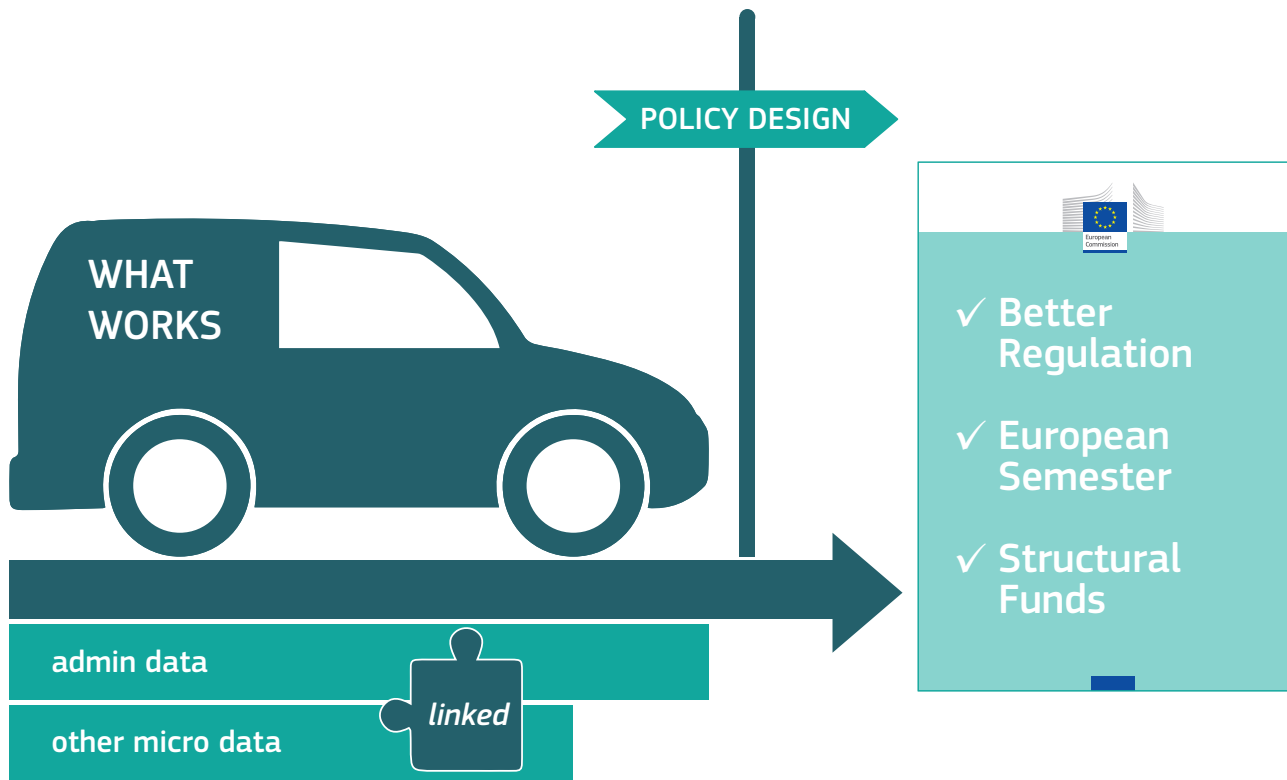 POLICY DESIGN
WHAT
WORKS
European
Commission
✓ Better
Regulation
✓ European
Semester
✓ Structural
Funds
admin data
linked
other micro data